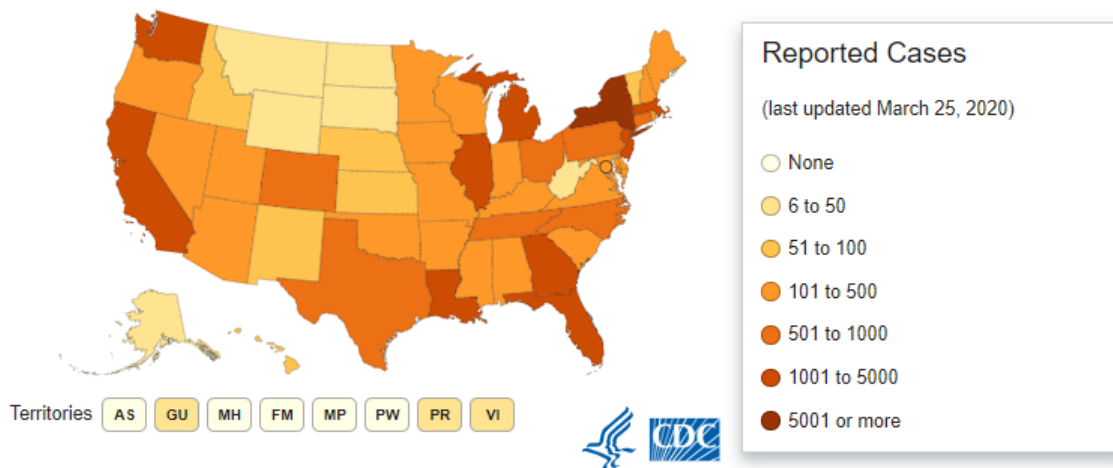 Reported Cases
(last updated March 25, 2020)
None
6 to 50
51 to 100
101 to 500
501 to 1000
1001 to 5000
5001 or more
Territories AS GU MH FM MP PW PR VI
CDC